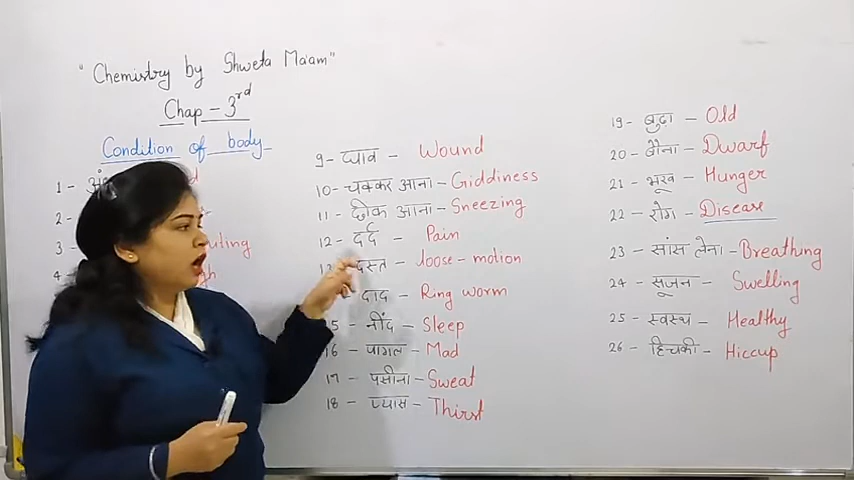 "Chemistry by Shweta Ma'am"
Chap - 3rd
Condition of body
1 -
2 -
3 -
4 -
9 - घाव - Wound
10 - चक्कर आना - Giddiness
11 - छींक आना - Sneezing
12 - दर्द - Pain
दस्त - loose - motion
दाद - Ring worm
नींद - Sleep
16 - पागल - Mad
17 - पसीना - Sweat
18 - प्यास - Thirst
19 - बुढ़ा - Old
20 - बौना - Dwarf
21 - भूख - Hunger
22 - रोग - Disease
23 - सांस लेना - Breathing
24 - सूजन - Swelling
25 - स्वस्थ - Healthy
26 - हिचकी - Hiccup